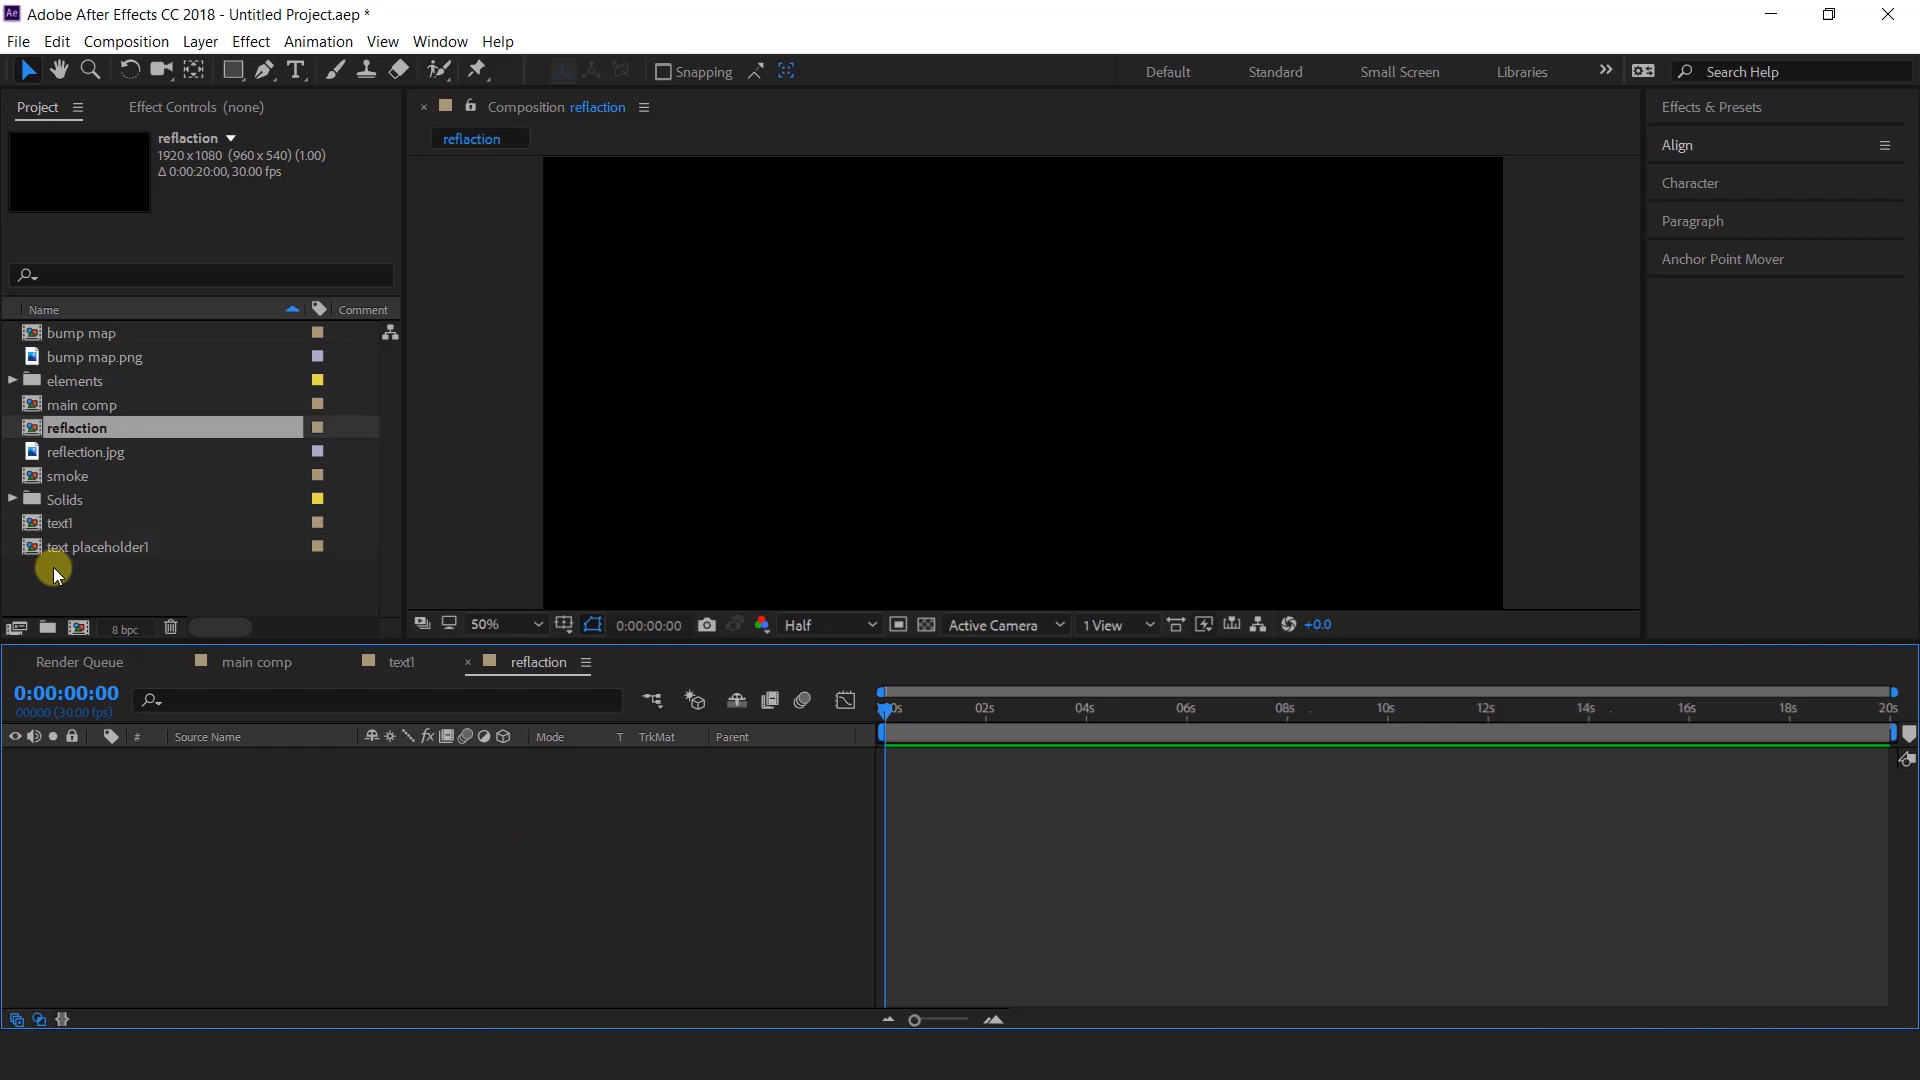 Ae Adobe After Effects CC 2018 - Untitled Project.aep *
File Edit Composition Layer Effect Animation View Window Help
Snapping Default Standard Small Screen Libraries Search Help
Project Effect Controls (none)
Composition reflaction
reflaction
reflaction
1920 x 1080 (960 x 540) (1.00)
Δ 0:00:20:00, 30.00 fps
Name Comment
bump map
bump map.png
elements
main comp
reflaction
reflection.jpg
smoke
Solids
text1
text placeholder1
8 bpc
50% 0:00:00:00 Half Active Camera 1 View +0.0
Effects & Presets
Align
Character
Paragraph
Anchor Point Mover
Render Queue main comp text1 × reflaction
0:00:00:00
00000 (30.00 fps)
# Source Name Mode T TrkMat Parent
0s 02s 04s 06s 08s 10s 12s 14s 16s 18s 20s